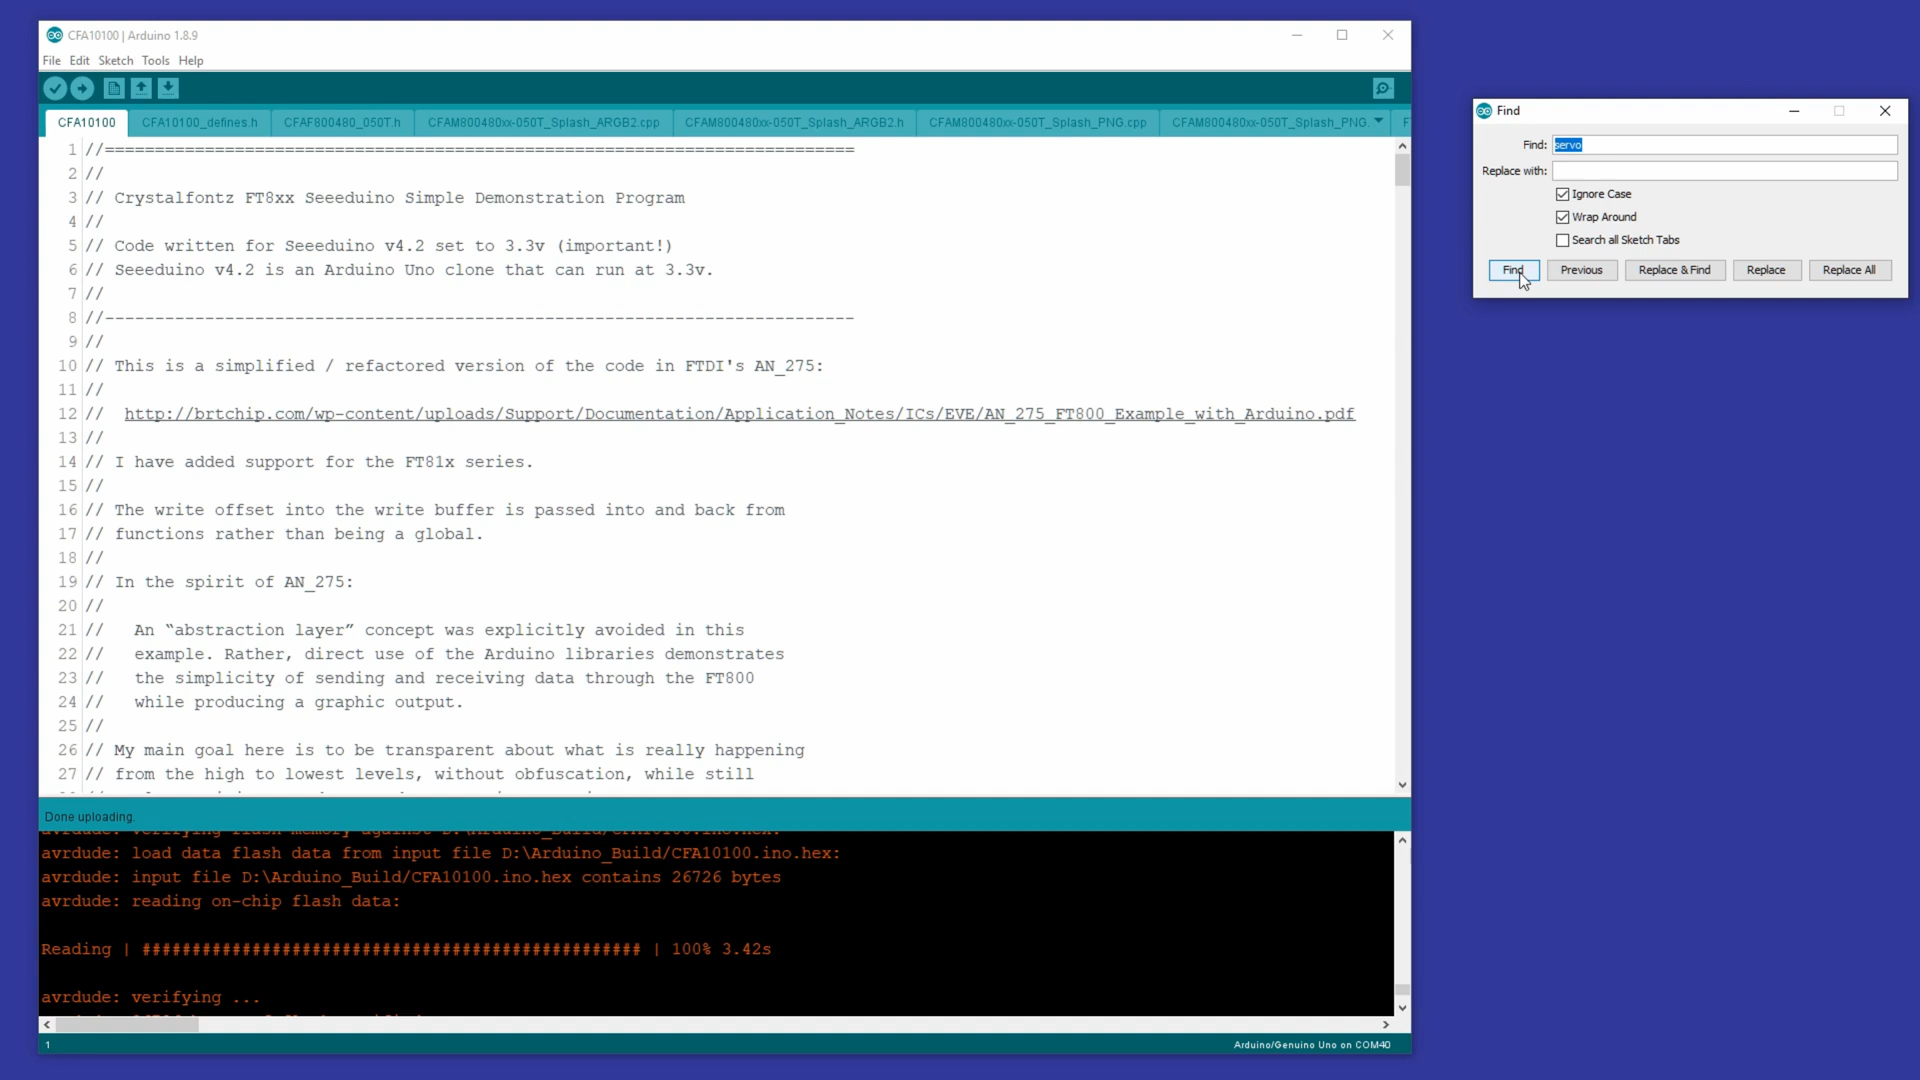 CFA10100 | Arduino 1.8.9
File Edit Sketch Tools Help
CFA10100 CFA10100_defines.h CFAF800480_050T.h CFAM800480xx-050T_Splash_ARGB2.cpp CFAM800480xx-050T_Splash_ARGB2.h CFAM800480xx-050T_Splash_PNG.cpp CFAM800480xx-050T_Splash_PNG.
1 //===========================================================================
2 //
3 // Crystalfontz FT8xx Seeeduino Simple Demonstration Program
4 //
5 // Code written for Seeeduino v4.2 set to 3.3v (important!)
6 // Seeeduino v4.2 is an Arduino Uno clone that can run at 3.3v.
7 //
8 //---------------------------------------------------------------------------
9 //
10 // This is a simplified / refactored version of the code in FTDI's AN_275:
11 //
12 // http://brtchip.com/wp-content/uploads/Support/Documentation/Application_Notes/ICs/EVE/AN_275_FT800_Example_with_Arduino.pdf
13 //
14 // I have added support for the FT81x series.
15 //
16 // The write offset into the write buffer is passed into and back from
17 // functions rather than being a global.
18 //
19 // In the spirit of AN_275:
20 //
21 // An “abstraction layer” concept was explicitly avoided in this
22 // example. Rather, direct use of the Arduino libraries demonstrates
23 // the simplicity of sending and receiving data through the FT800
24 // while producing a graphic output.
25 //
26 // My main goal here is to be transparent about what is really happening
27 // from the high to lowest levels, without obfuscation, while still
Done uploading.
avrdude: verifying flash memory against D:\Arduino_Build/CFA10100.ino.hex:
avrdude: load data flash data from input file D:\Arduino_Build/CFA10100.ino.hex:
avrdude: input file D:\Arduino_Build/CFA10100.ino.hex contains 26726 bytes
avrdude: reading on-chip flash data:
Reading | ################################################## | 100% 3.42s
avrdude: verifying ...
1 Arduino/Genuino Uno on COM40
Find
Find: servo
Replace with:
Ignore Case
Wrap Around
Search all Sketch Tabs
Find Previous Replace & Find Replace Replace All